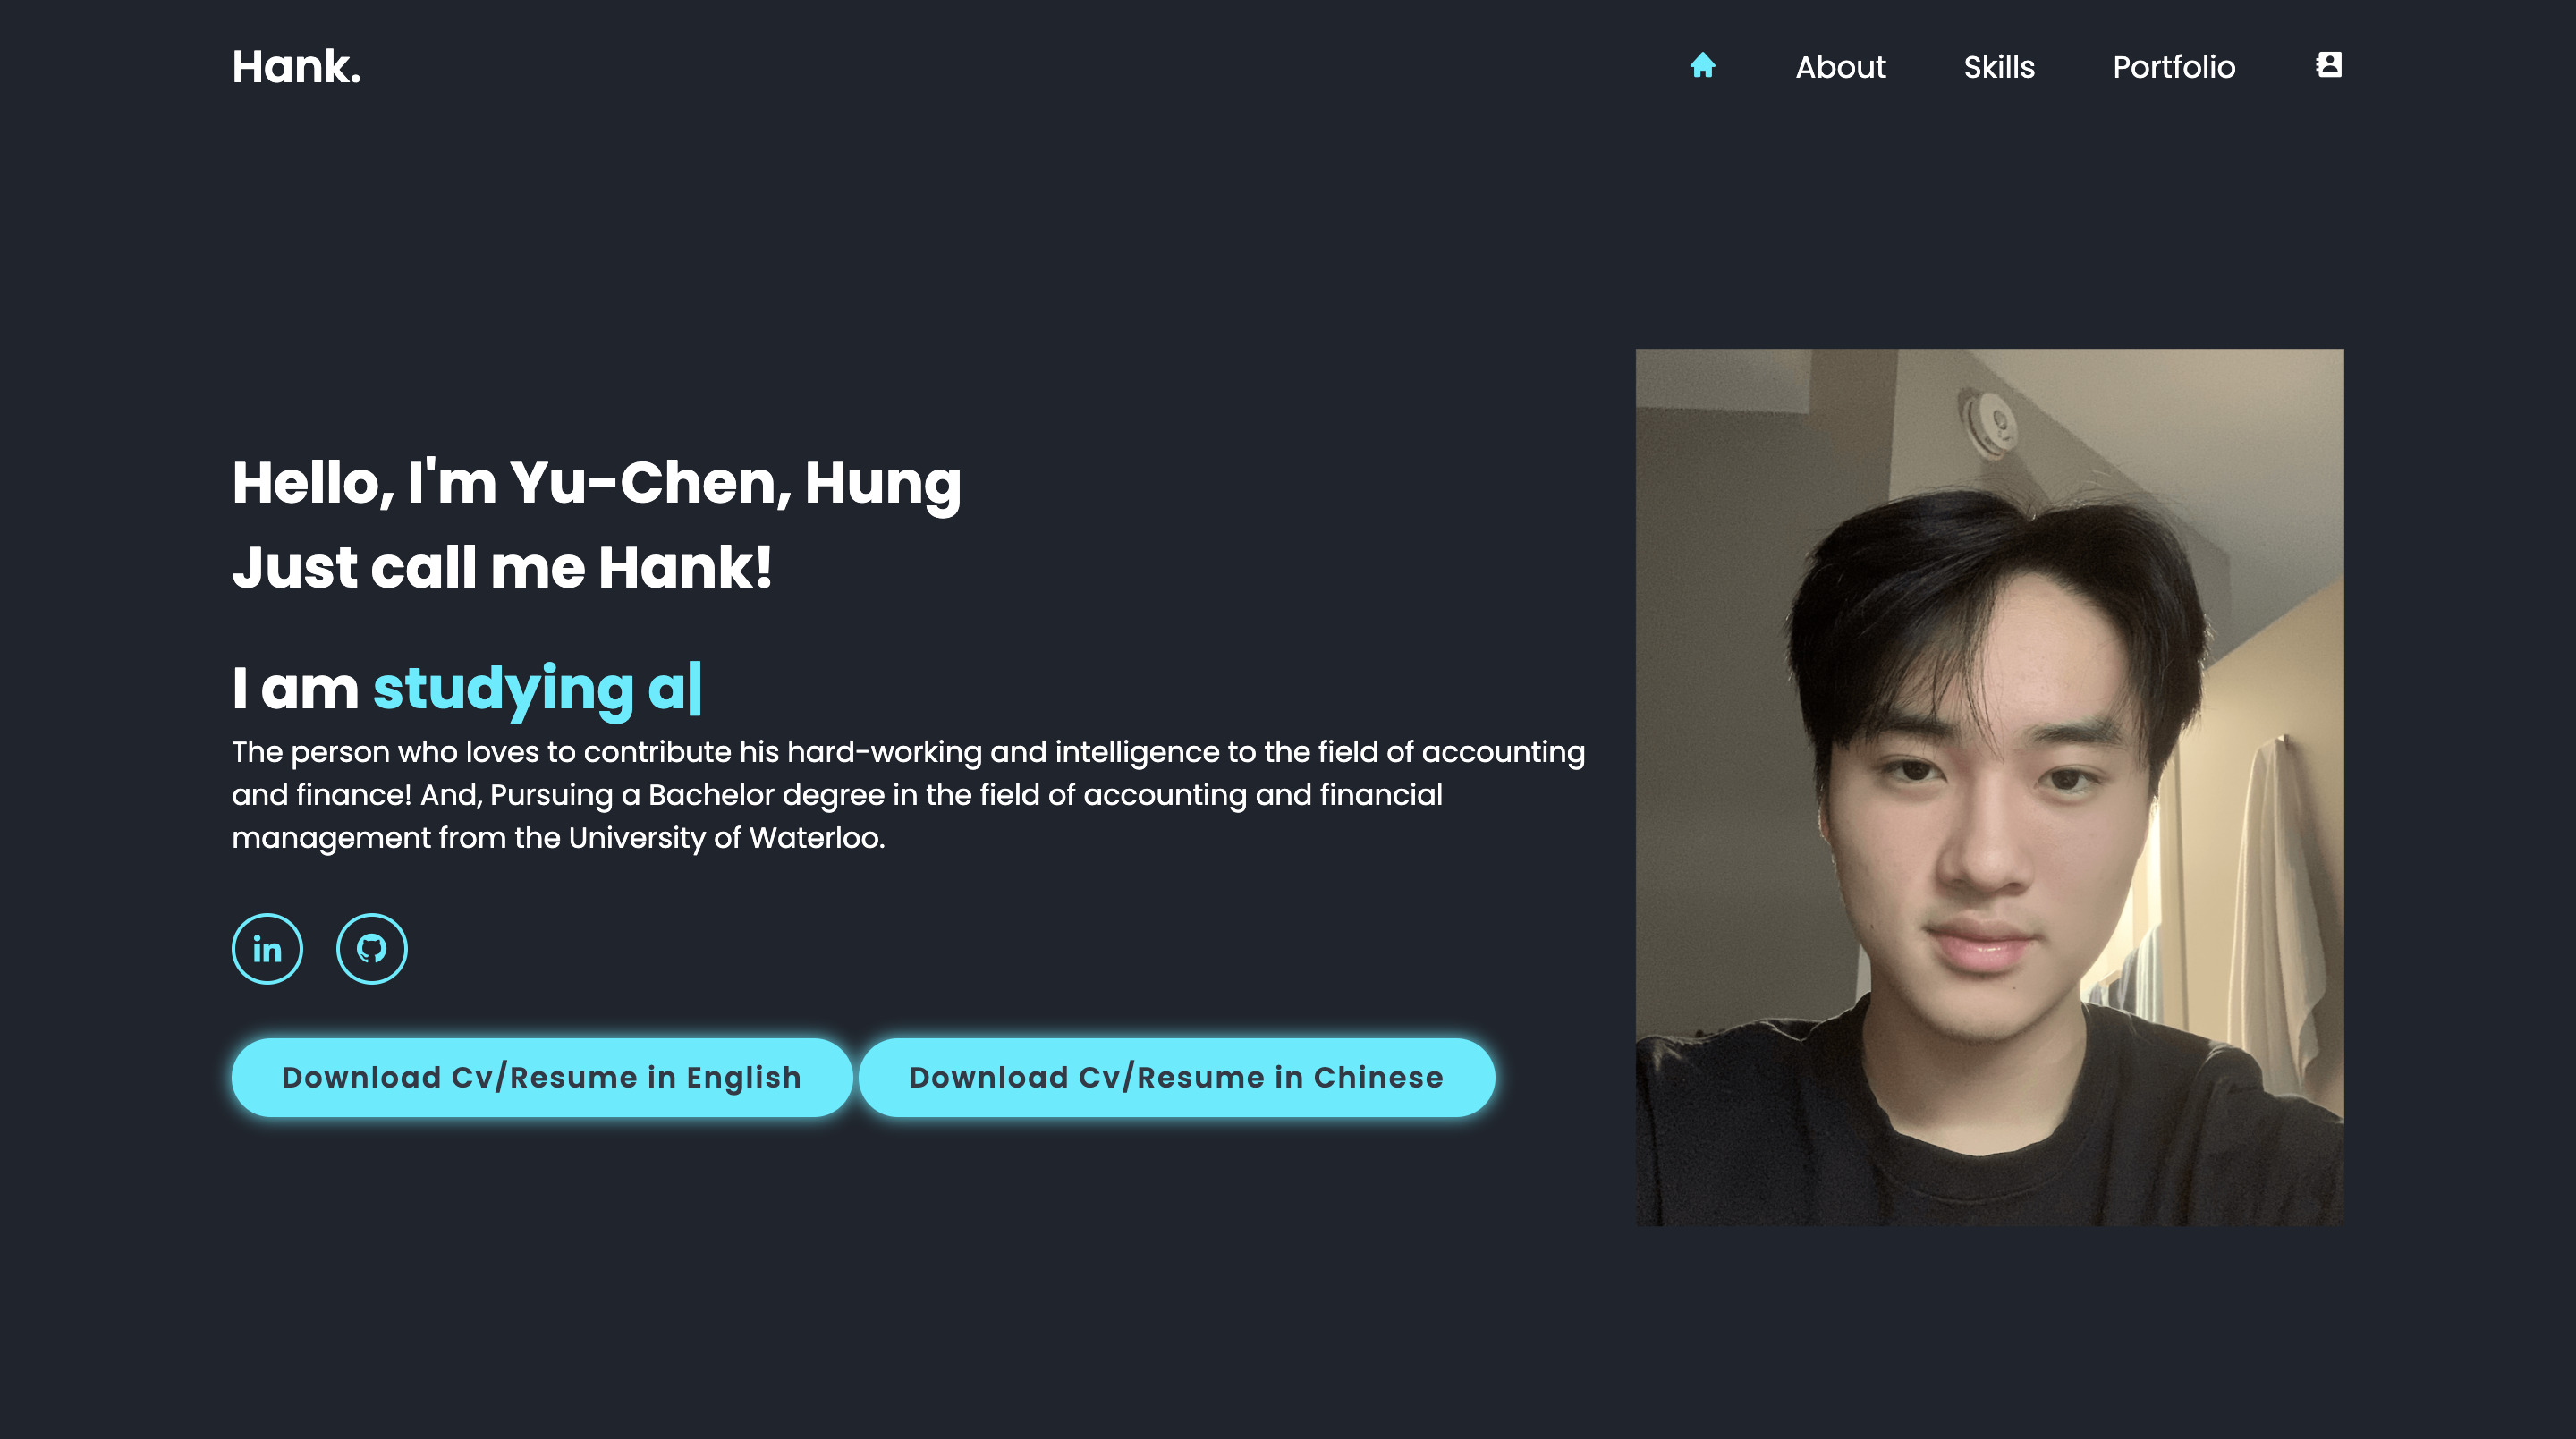 Hank.
About
Skills
Portfolio
Hello, I'm Yu-Chen, Hung
Just call me Hank!
I am studying a|
The person who loves to contribute his hard-working and intelligence to the field of accounting
and finance! And, Pursuing a Bachelor degree in the field of accounting and financial
management from the University of Waterloo.
in
Download Cv/Resume in English
Download Cv/Resume in Chinese